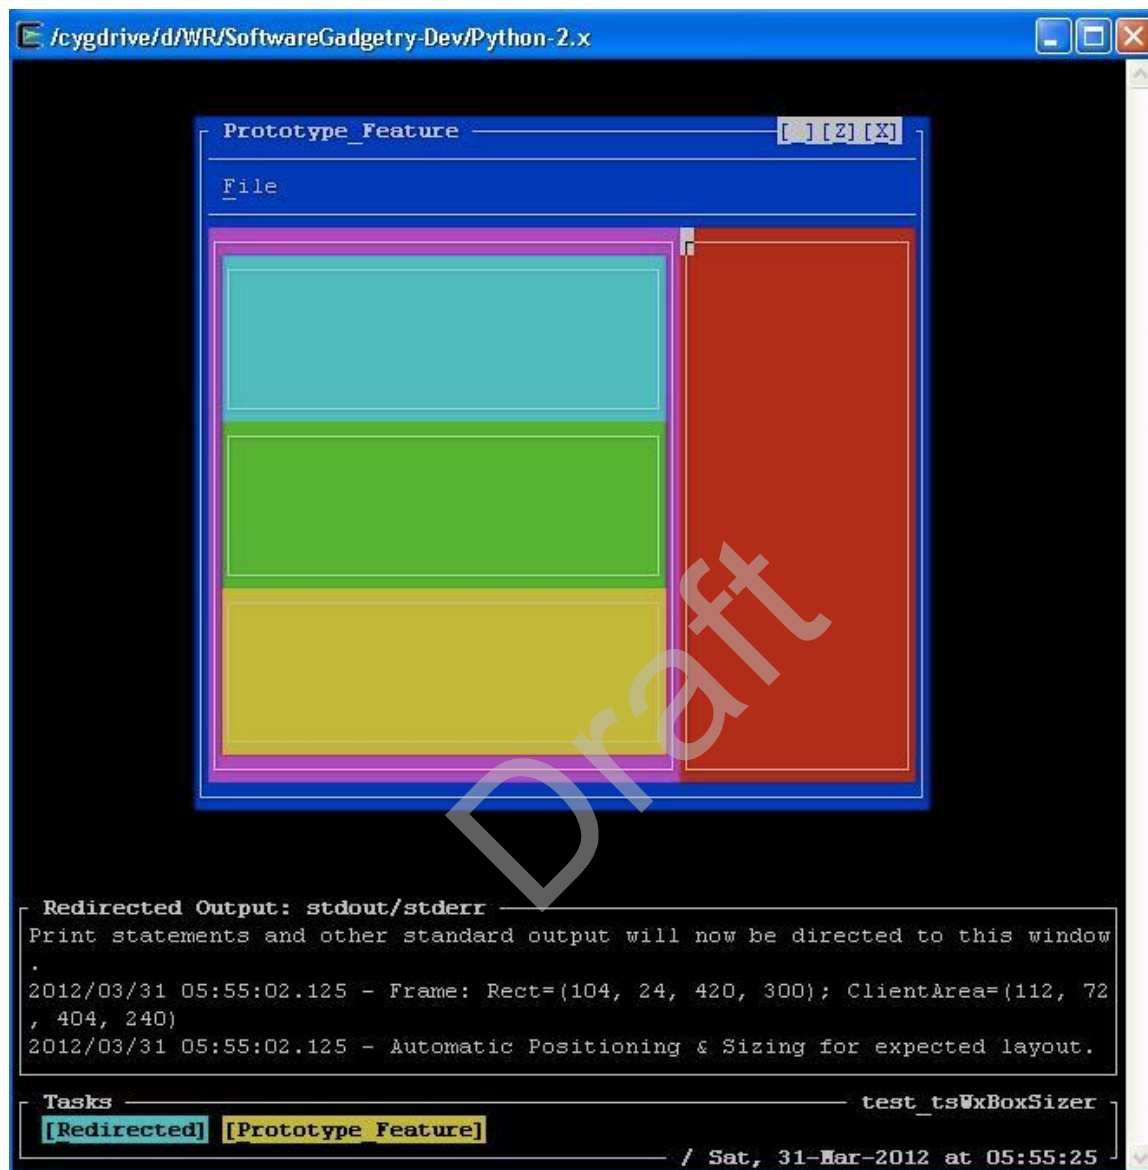 /cygdrive/d/WR/SoftwareGadgetry-Dev/Python-2.x
Prototype_Feature [_][Z][X]
File
Draft
Redirected Output: stdout/stderr
Print statements and other standard output will now be directed to this window
.
2012/03/31 05:55:02.125 - Frame: Rect=(104, 24, 420, 300); ClientArea=(112, 72
, 404, 240)
2012/03/31 05:55:02.125 - Automatic Positioning & Sizing for expected layout.
Tasks test_tsWxBoxSizer
[Redirected] [Prototype_Feature]
/ Sat, 31-Mar-2012 at 05:55:25